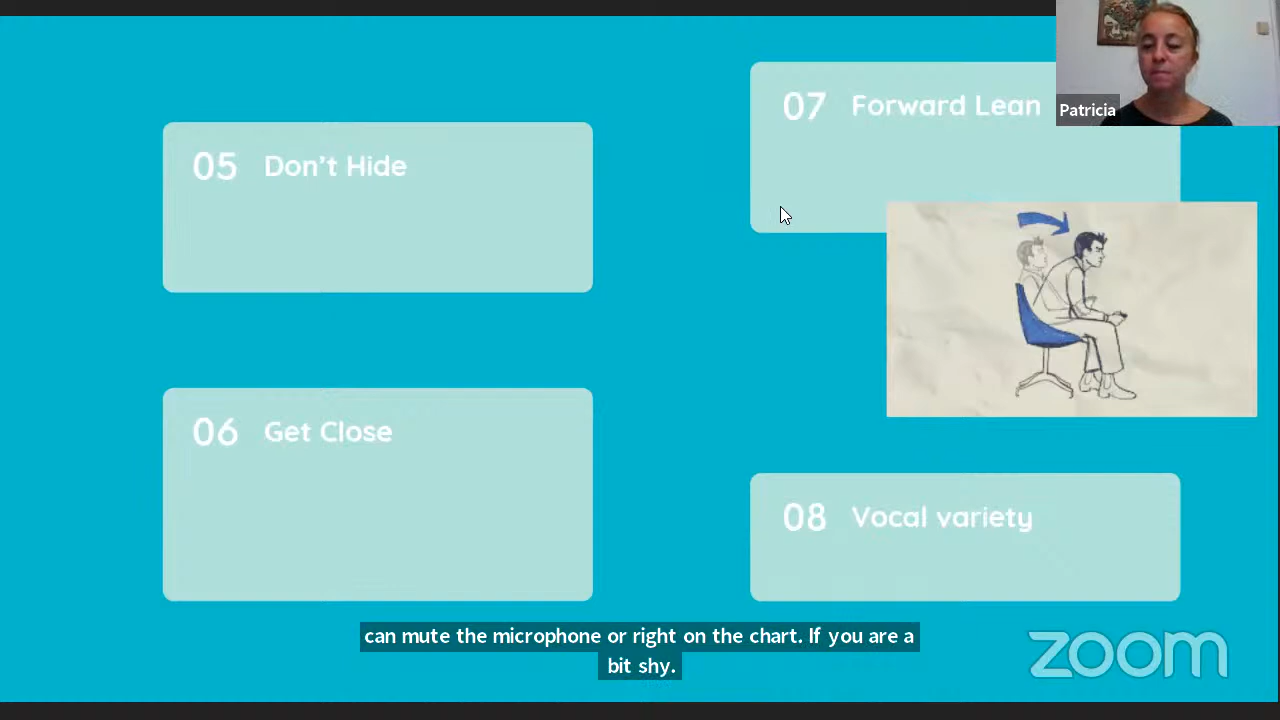 05 Don’t Hide
06 Get Close
07 Forward Lean
08 Vocal variety
Patricia
can mute the microphone or right on the chart. If you are a
bit shy.
zoom